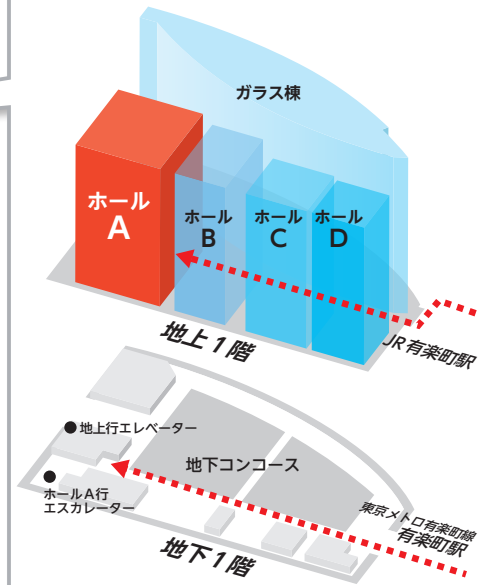 ガラス棟
ホール
A
ホール
B
ホール
C
ホール
D
地上1階
JR有楽町駅
地上行エレベーター
地下コンコース
ホールA行
エスカレーター
東京メトロ有楽町線
有楽町駅
地下1階